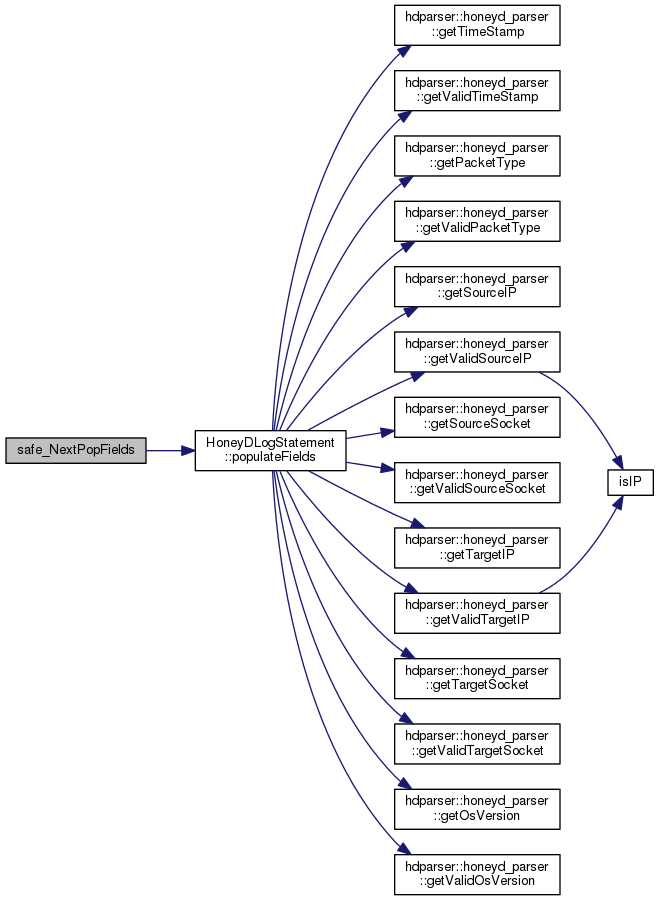 hdparser::honeyd_parser
::getTimeStamp
hdparser::honeyd_parser
::getValidTimeStamp
hdparser::honeyd_parser
::getPacketType
hdparser::honeyd_parser
::getValidPacketType
hdparser::honeyd_parser
::getSourceIP
hdparser::honeyd_parser
::getValidSourceIP
hdparser::honeyd_parser
::getSourceSocket
safe_NextPopFields
HoneyDLogStatement
::populateFields
hdparser::honeyd_parser
::getValidSourceSocket
isIP
hdparser::honeyd_parser
::getTargetIP
hdparser::honeyd_parser
::getValidTargetIP
hdparser::honeyd_parser
::getTargetSocket
hdparser::honeyd_parser
::getValidTargetSocket
hdparser::honeyd_parser
::getOsVersion
hdparser::honeyd_parser
::getValidOsVersion